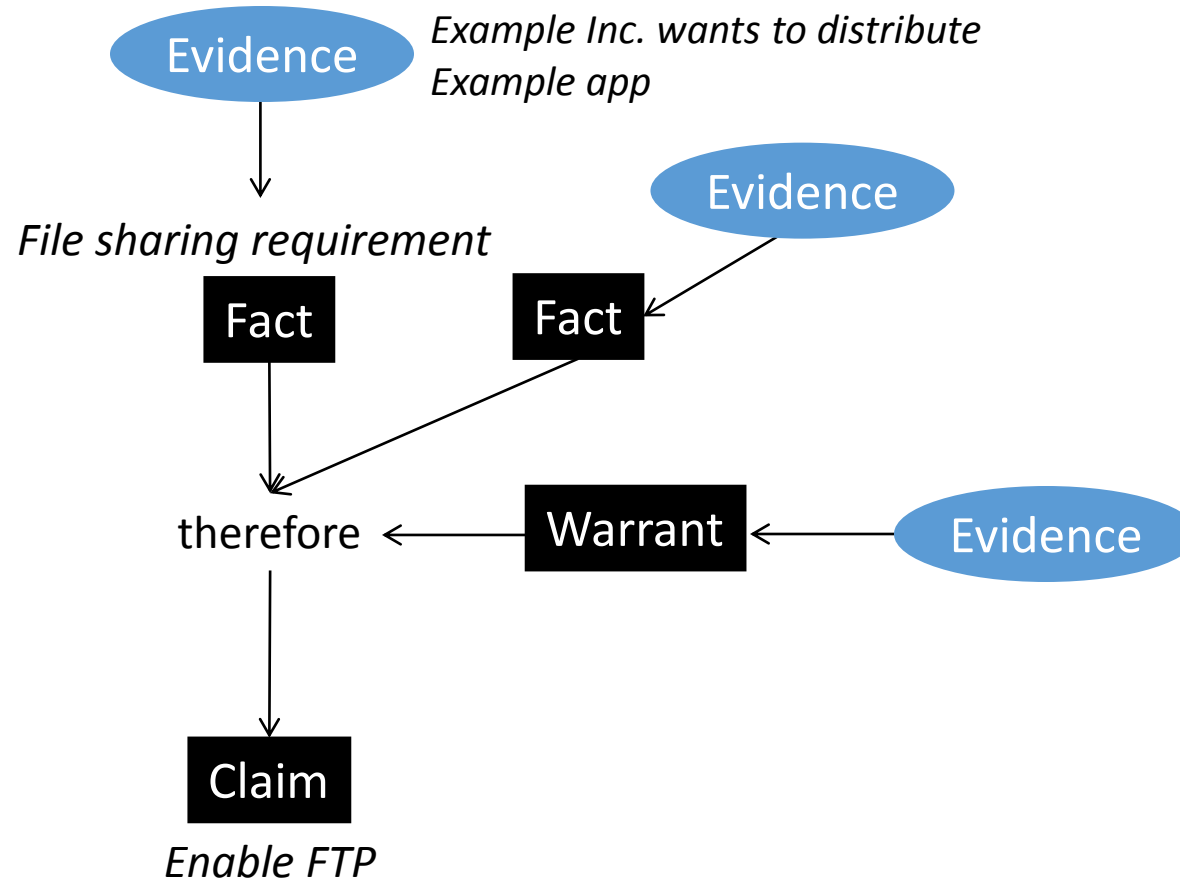 Evidence
Example Inc. wants to distribute
Example app
Evidence
File sharing requirement
Fact
Fact
therefore
Warrant
Evidence
Claim
Enable FTP